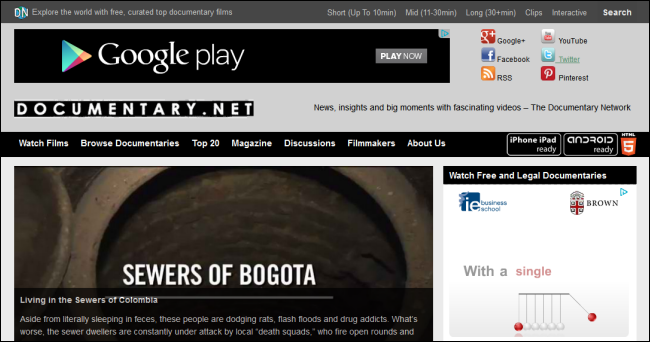 DN Explore the world with free, curated top documentary films
Short (Up To 10min) Mid (11-30min) Long (30+min) Clips Interactive Search
Google play PLAY NOW
Google+ YouTube
Facebook Twitter
RSS Pinterest
DOCUMENTARY.NET
News, insights and big moments with fascinating videos – The Documentary Network
Watch Films Browse Documentaries Top 20 Magazine Discussions Filmmakers About Us
iPhone iPad ready ANDROID ready HTML 5
SEWERS OF BOGOTA
Living in the Sewers of Colombia
Aside from literally sleeping in feces, these people are dodging rats, flash floods and drug addicts. What's
worse, the sewer dwellers are constantly under attack by local "death squads," who fire open rounds and
Watch Free and Legal Documentaries
ie business school BROWN
With a single